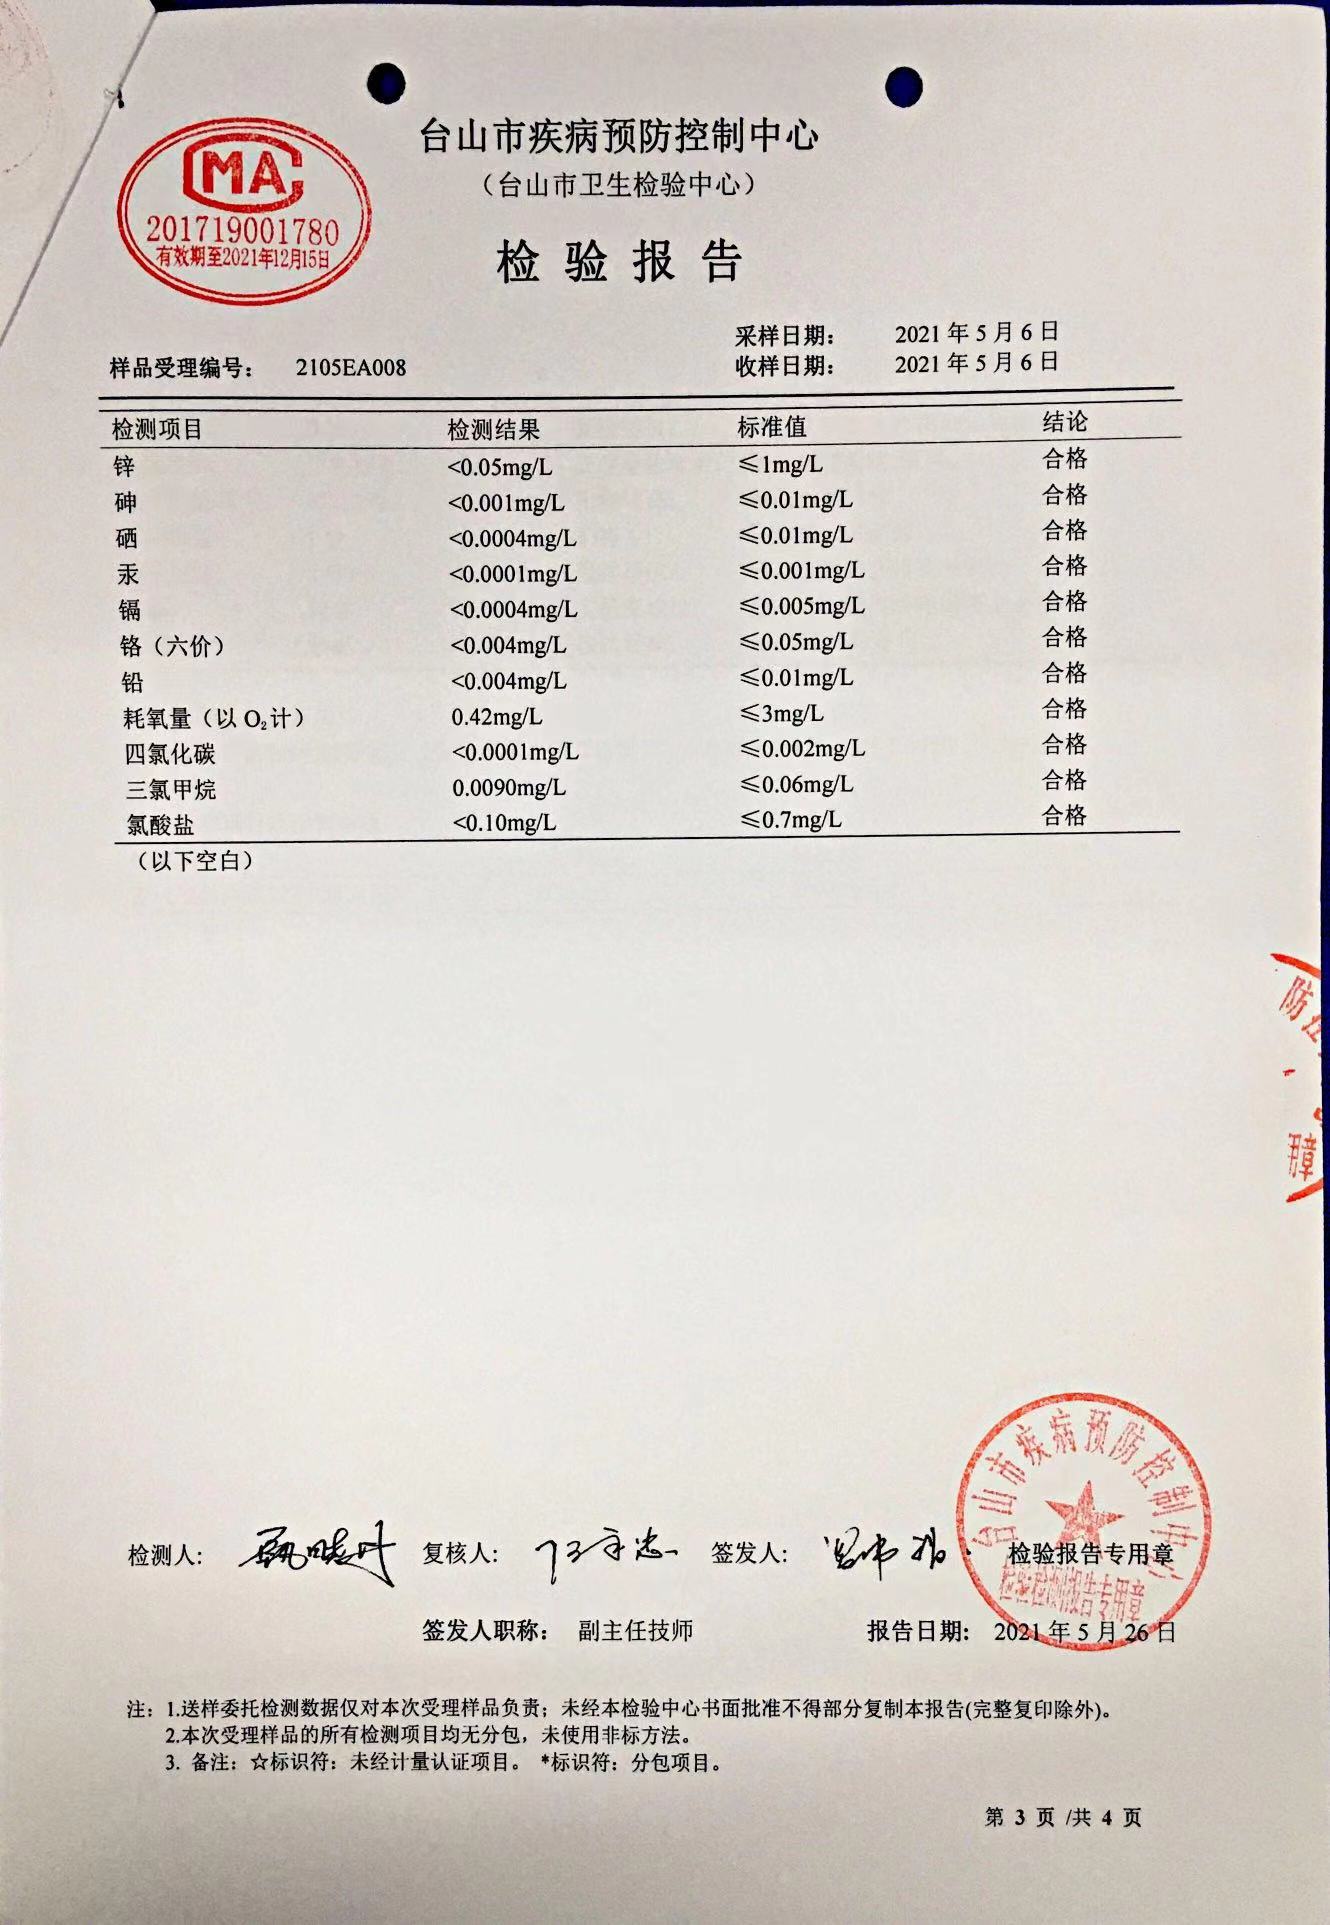 台山市疾病预防控制中心
（台山市卫生检验中心）
MA
201719001780
有效期至2021年12月15日
检 验 报 告
采样日期： 2021 年 5 月 6 日
样品受理编号： 2105EA008 收样日期： 2021 年 5 月 6 日
检测项目 检测结果 标准值 结论
锌 <0.05mg/L ≤1mg/L 合格
砷 <0.001mg/L ≤0.01mg/L 合格
硒 <0.0004mg/L ≤0.01mg/L 合格
汞 <0.0001mg/L ≤0.001mg/L 合格
镉 <0.0004mg/L ≤0.005mg/L 合格
铬（六价） <0.004mg/L ≤0.05mg/L 合格
铅 <0.004mg/L ≤0.01mg/L 合格
耗氧量（以 O₂计） 0.42mg/L ≤3mg/L 合格
四氯化碳 <0.0001mg/L ≤0.002mg/L 合格
三氯甲烷 0.0090mg/L ≤0.06mg/L 合格
氯酸盐 <0.10mg/L ≤0.7mg/L 合格
（以下空白）
防
章
台山市疾病预防控制中心
检测人： 复核人： 签发人： 检验报告专用章
检验检测报告专用章
签发人职称： 副主任技师 报告日期： 2021 年 5 月 26 日
注：1.送样委托检测数据仅对本次受理样品负责；未经本检验中心书面批准不得部分复制本报告(完整复印除外)。
2.本次受理样品的所有检测项目均无分包，未使用非标方法。
3. 备注：☆标识符：未经计量认证项目。 *标识符：分包项目。
第 3 页 /共 4 页